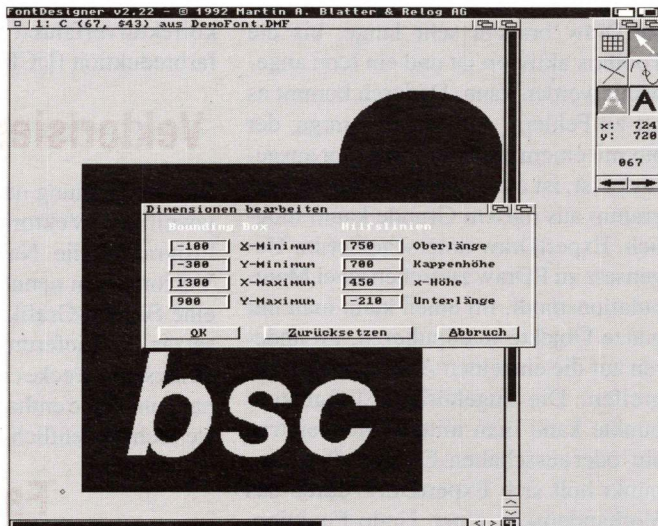 FontDesigner v2.22 - © 1992 Martin A. Blatter & Relog AG
1: C (67, $43) aus DemoFont.DMF
A A
x: 724
y: 720
067
Dimensionen bearbeiten
Bounding Box Hilfslinien
-100 X-Minimum 750 Oberlänge
-300 Y-Minimum 700 Kappenhöhe
1300 X-Maximum 450 x-Höhe
900 Y-Maximum -210 Unterlänge
OK Zurücksetzen Abbruch
bsc